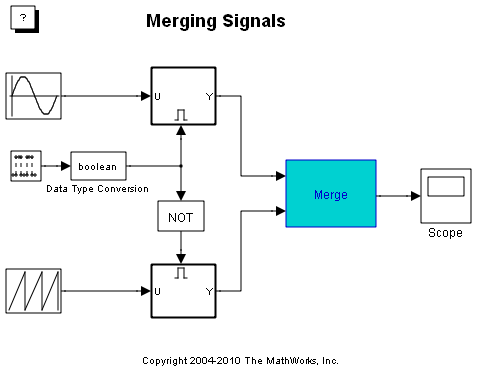 ?
Merging Signals
U
Y
boolean
Data Type Conversion
NOT
Merge
Scope
U
Y
Copyright 2004-2010 The MathWorks, Inc.